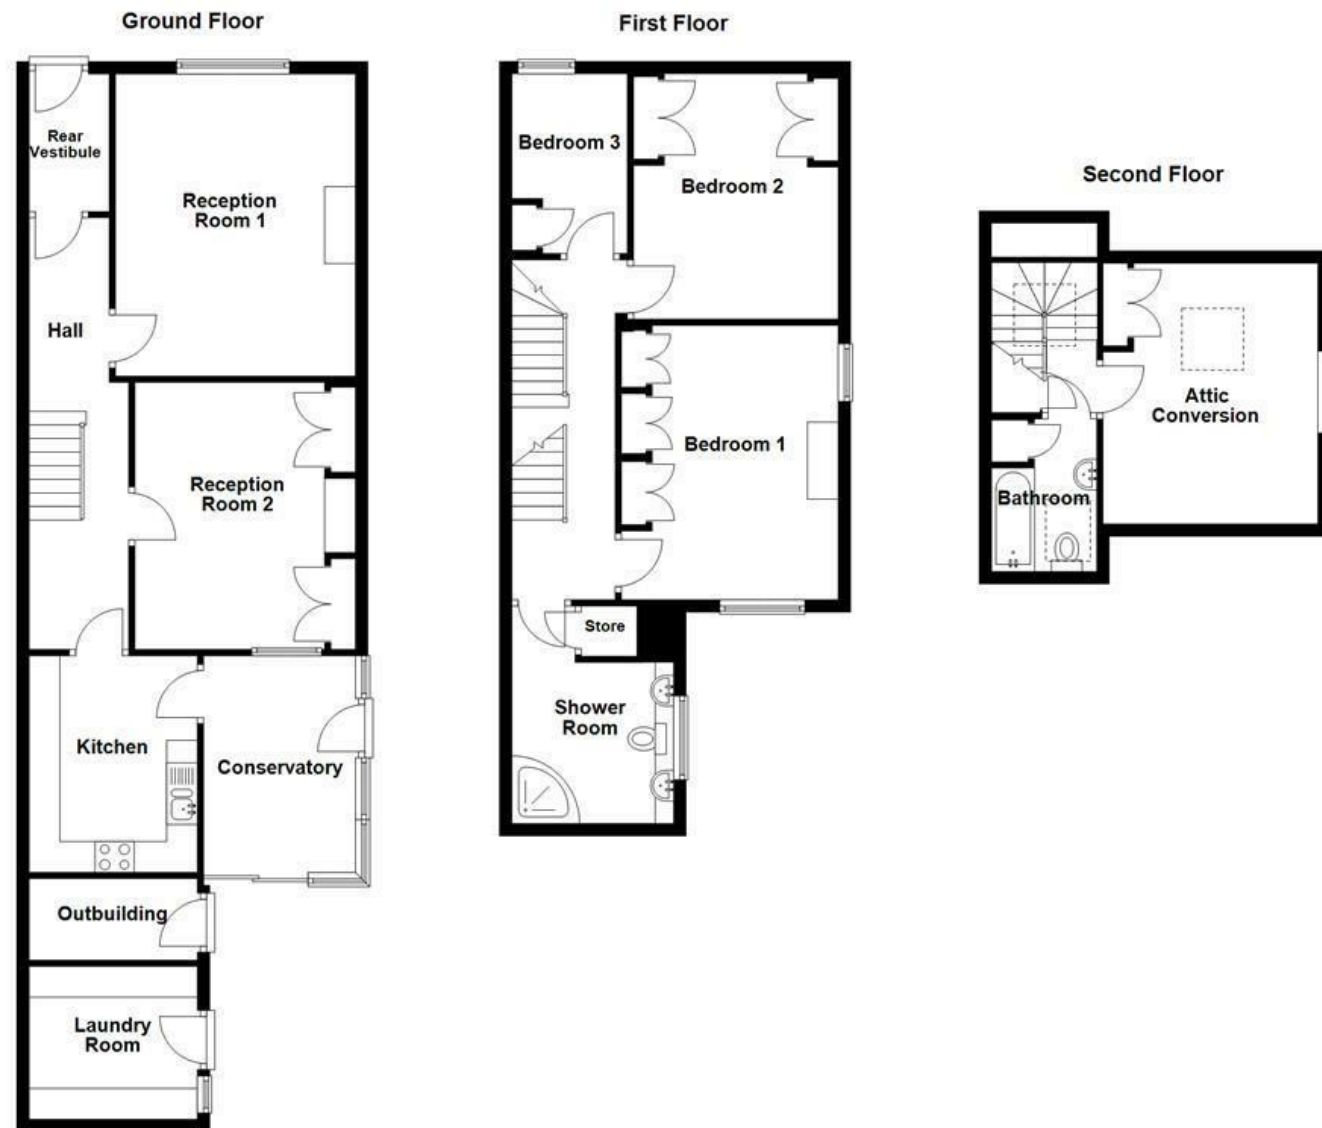 Ground Floor
Rear
Vestibule
Reception
Room 1
Hall
Reception
Room 2
Kitchen
Conservatory
Outbuilding
Laundry
Room
First Floor
Bedroom 3
Bedroom 2
Bedroom 1
Store
Shower
Room
Second Floor
Attic
Conversion
Bathroom